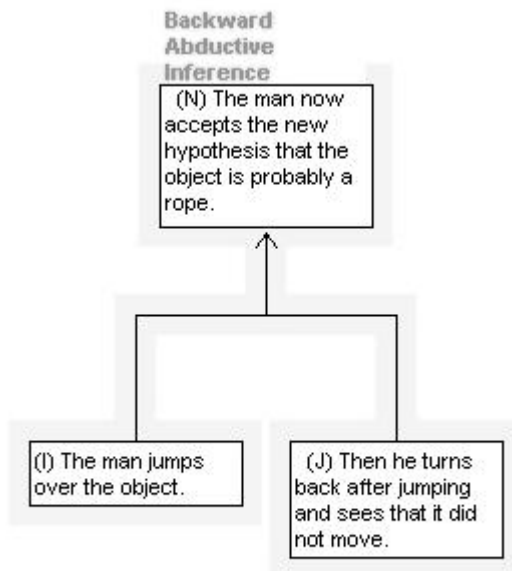 Backward
Abductive
Inference
(N) The man now
accepts the new
hypothesis that the
object is probably a
rope.
(I) The man jumps
over the object.
(J) Then he turns
back after jumping
and sees that it did
not move.